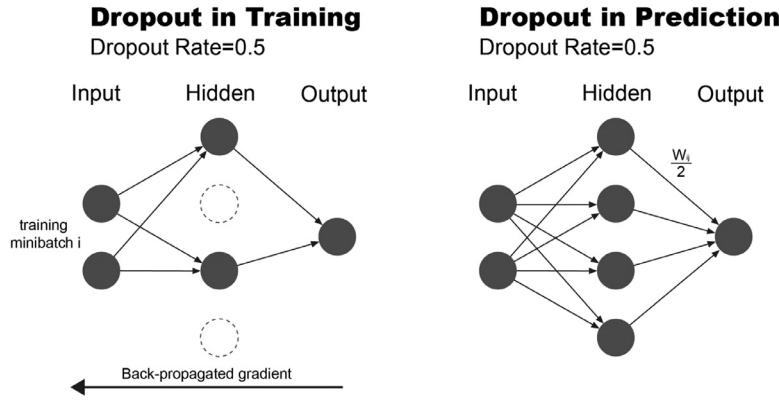 Dropout in Training
Dropout Rate=0.5
Input Hidden Output
training
minibatch i
Back-propagated gradient
Dropout in Prediction
Dropout Rate=0.5
Input Hidden Output
W_ij
2